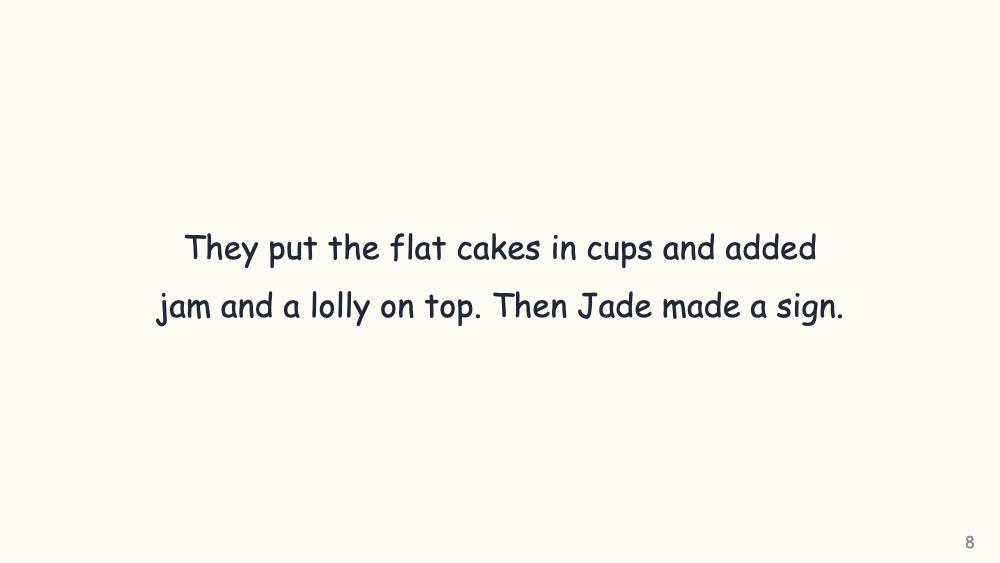 They put the flat cakes in cups and added
jam and a lolly on top. Then Jade made a sign.
8